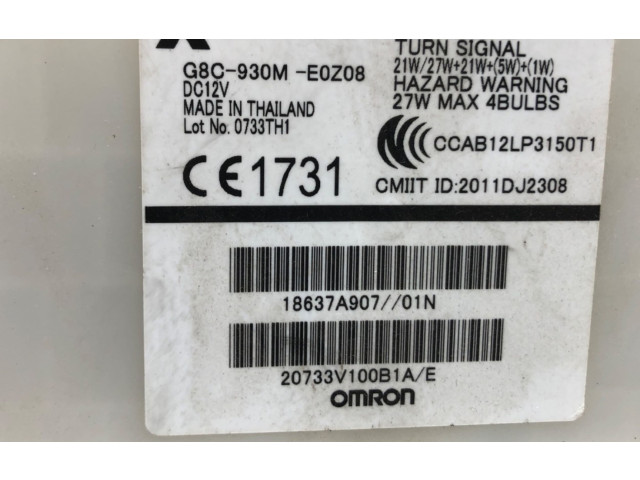 G8C-930M -E0Z08
DC12V
MADE IN THAILAND
Lot No. 0733TH1
TURN SIGNAL
21W/27W+21W+(5W)+(1W)
HAZARD WARNING
27W MAX 4BULBS
CCAB12LP3150T1
CE1731
CMIIT ID:2011DJ2308
18637A907//01N
20733V100B1A/E
OMRON